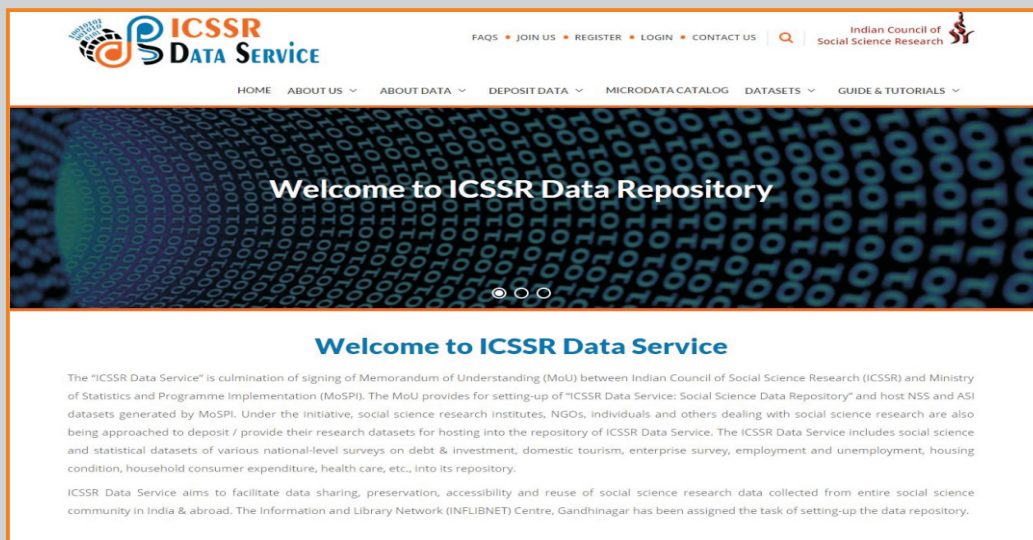 ICSSR
DATA SERVICE
FAQS • JOIN US • REGISTER • LOGIN • CONTACT US
Indian Council of
Social Science Research
HOME ABOUT US ABOUT DATA DEPOSIT DATA MICRODATA CATALOG DATASETS GUIDE & TUTORIALS
Welcome to ICSSR Data Repository
Welcome to ICSSR Data Service
The “ICSSR Data Service” is culmination of signing of Memorandum of Understanding (MoU) between Indian Council of Social Science Research (ICSSR) and Ministry
of Statistics and Programme Implementation (MoSPI). The MoU provides for setting-up of “ICSSR Data Service: Social Science Data Repository” and host NSS and ASI
datasets generated by MoSPI. Under the initiative, social science research institutes, NGOs, individuals and others dealing with social science research are also
being approached to deposit / provide their research datasets for hosting into the repository of ICSSR Data Service. The ICSSR Data Service includes social science
and statistical datasets of various national-level surveys on debt & investment, domestic tourism, enterprise survey, employment and unemployment, housing
condition, household consumer expenditure, health care, etc., into its repository.
ICSSR Data Service aims to facilitate data sharing, preservation, accessibility and reuse of social science research data collected from entire social science
community in India & abroad. The Information and Library Network (INFLIBNET) Centre, Gandhinagar has been assigned the task of setting-up the data repository.